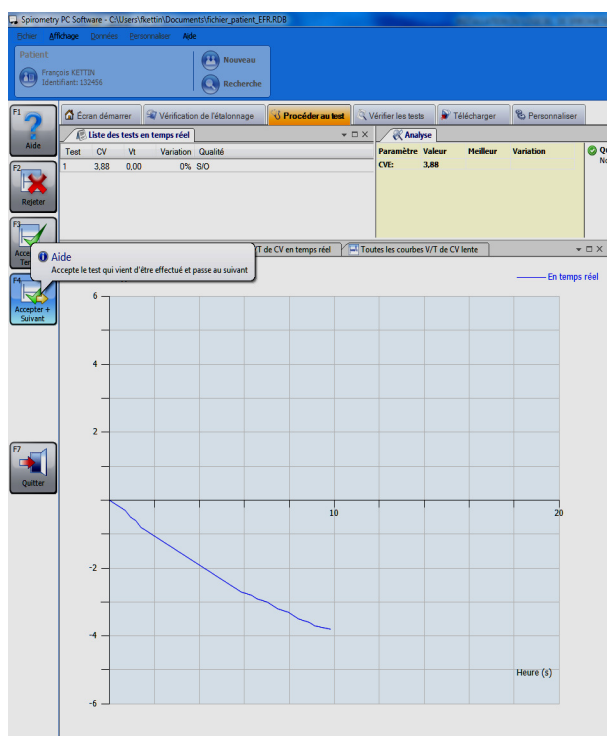 Spirometry PC Software - C:\Users\fkettin\Documents\fichier_patient_EFR.RDB
Fichier Affichage Données Personnaliser Aide
Patient
François KETTIN
Identifiant: 132456
Nouveau
Recherche
F1
Aide
F2
Rejeter
F3
F4
Accepter +
Suivant
F7
Quitter
Écran démarrer Vérification de l'étalonnage Procéder au test Vérifier les tests Télécharger Personnaliser
Liste des tests en temps réel
Test CV Vt Variation Qualité
1 3,88 0,00 0% S/O
Analyse
Paramètre Valeur Meilleur Variation
CVE: 3,88
Aide
Accepte le test qui vient d'être effectué et passe au suivant
/T de CV en temps réel Toutes les courbes V/T de CV lente
En temps réel
6
4
2
10 20
-2
-4
Heure (s)
-6